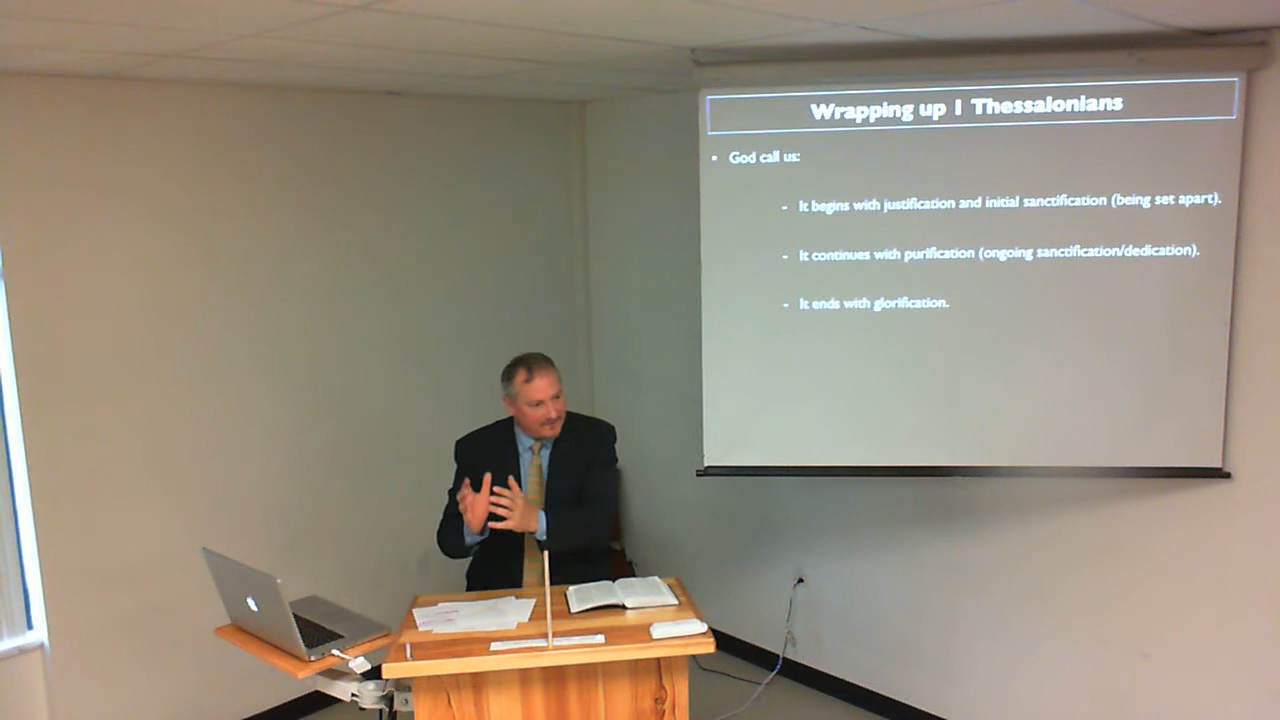 Wrapping up 1 Thessalonians
• God call us:
- It begins with justification and initial sanctification (being set apart).
- It continues with purification (ongoing sanctification/dedication).
- It ends with glorification.